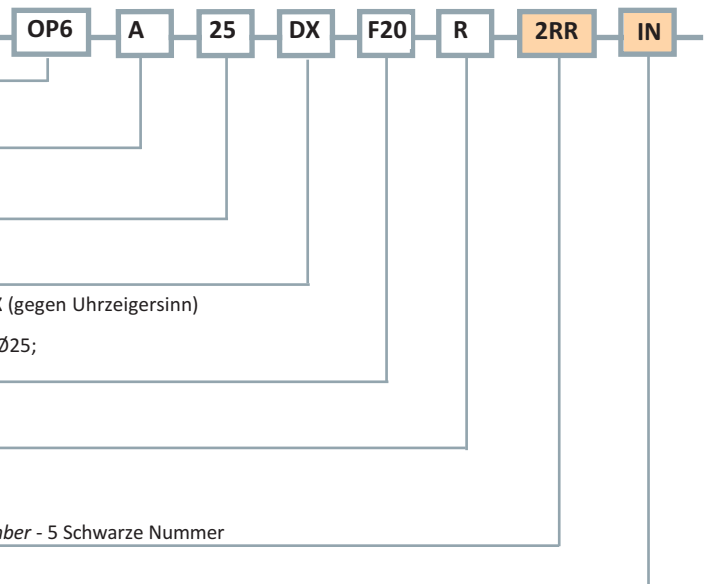 OP6 A 25 DX F20 R 2RR IN
(gegen Uhrzeigersinn)
Ø25;
- 5 Schwarze Nummer